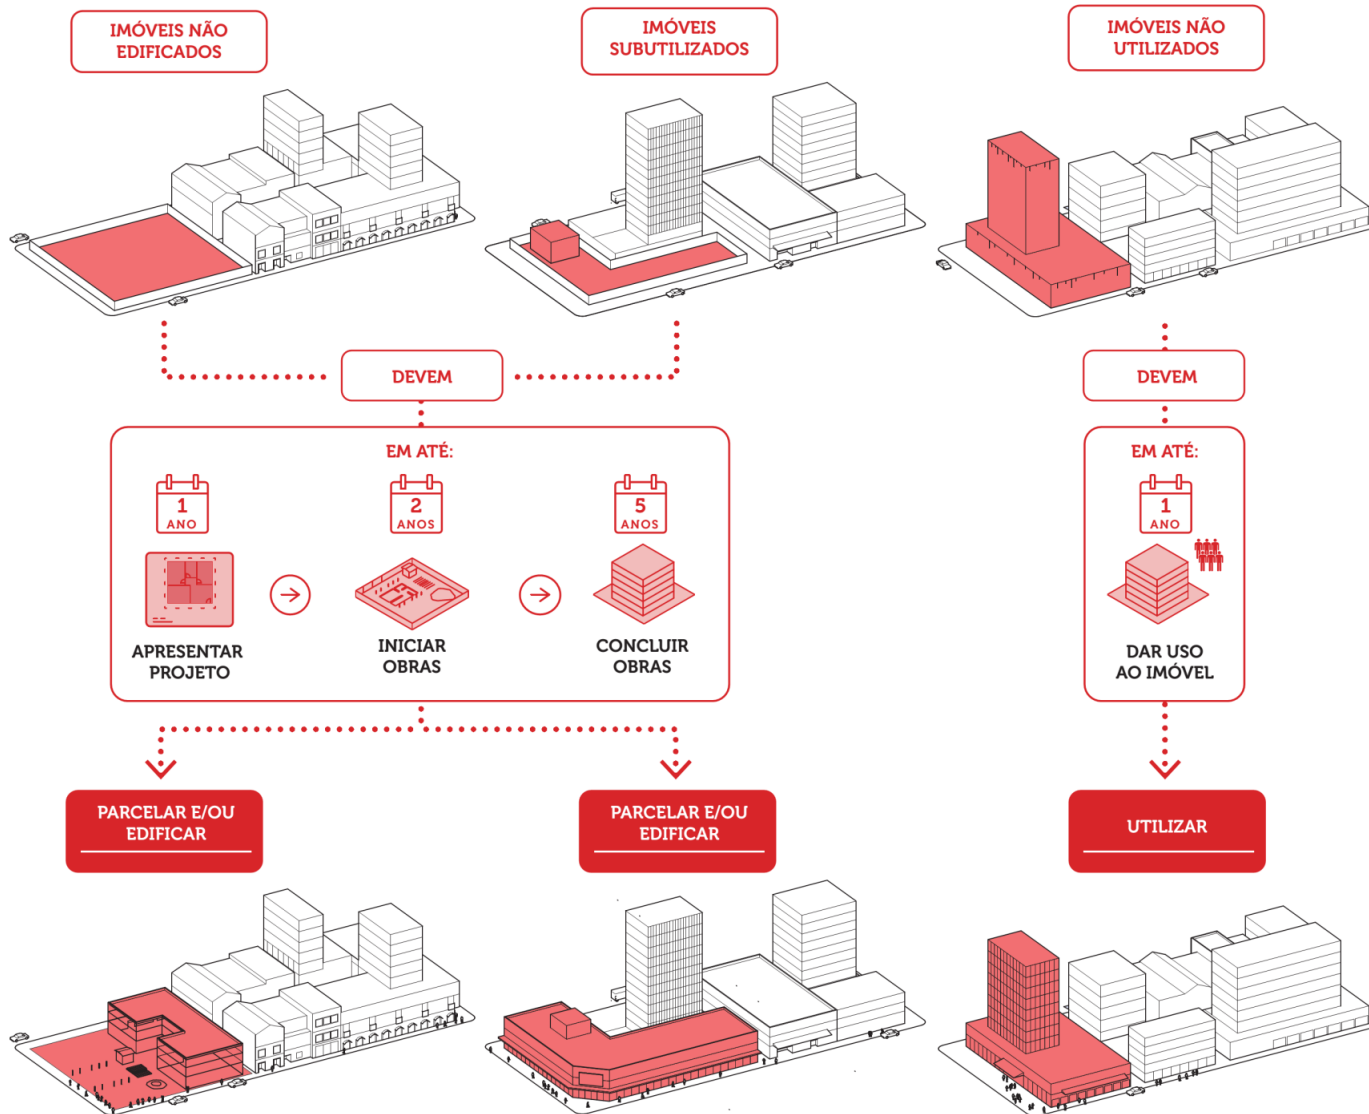 IMÓVEIS NÃO
EDIFICADOS
IMÓVEIS
SUBUTILIZADOS
IMÓVEIS NÃO
UTILIZADOS
DEVEM
DEVEM
EM ATÉ:
1
ANO
2
ANOS
5
ANOS
APRESENTAR
PROJETO
INICIAR
OBRAS
CONCLUIR
OBRAS
EM ATÉ:
1
ANO
DAR USO
AO IMÓVEL
PARCELAR E/OU
EDIFICAR
PARCELAR E/OU
EDIFICAR
UTILIZAR